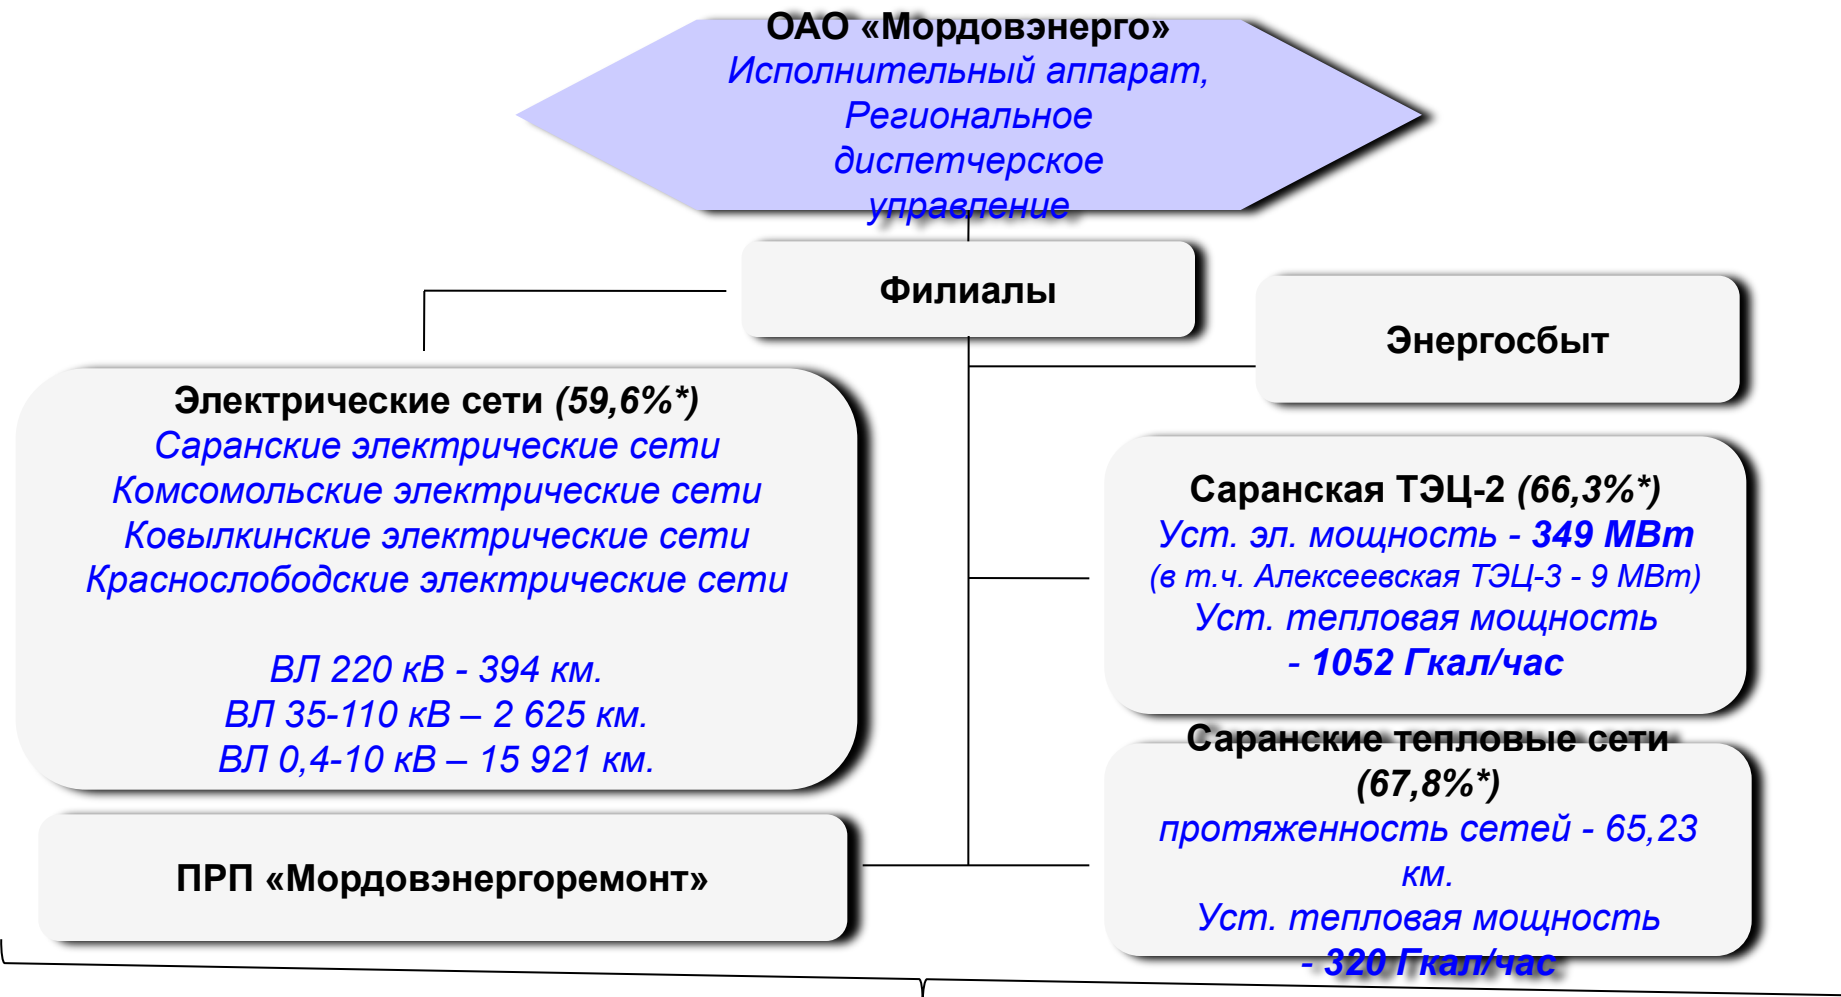 ОАО «Мордовэнерго»
Исполнительный аппарат,
Региональное
диспетчерское
управление
Филиалы
Энергосбыт
Электрические сети (59,6%*)
Саранские электрические сети
Комсомольские электрические сети
Ковылкинские электрические сети
Краснослободские электрические сети
ВЛ 220 кВ - 394 км.
ВЛ 35-110 кВ – 2 625 км.
ВЛ 0,4-10 кВ – 15 921 км.
Саранская ТЭЦ-2 (66,3%*)
Уст. эл. мощность - 349 МВт
(в т.ч. Алексеевская ТЭЦ-3 - 9 МВт)
Уст. тепловая мощность
- 1052 Гкал/час
Саранские тепловые сети
(67,8%*)
протяженность сетей - 65,23
км.
Уст. тепловая мощность
- 320 Гкал/час
ПРП «Мордовэнергоремонт»